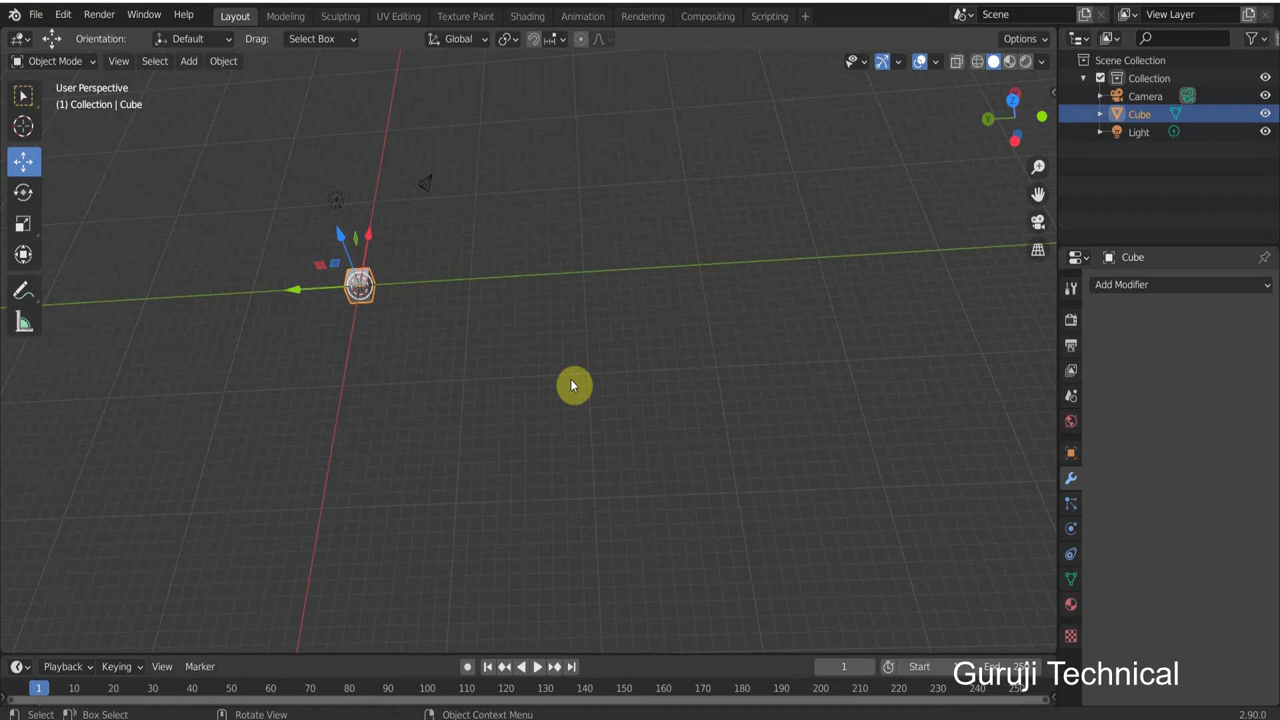 File Edit Render Window Help Layout Modeling Sculpting UV Editing Texture Paint Shading Animation Rendering Compositing Scripting + Scene View Layer
Orientation: Default Drag: Select Box Global Options
Object Mode View Select Add Object
User Perspective
(1) Collection | Cube
Z
Y
Scene Collection
Collection
Camera
Cube
Light
Cube
Add Modifier
Playback Keying View Marker 1 Start End
Guruji Technical
1 10 20 30 40 50 60 70 80 90 100 110 120 130 140 150 160 170 180 190 200 210 220 230 240 250
Select Box Select Rotate View Object Context Menu 2.90.0